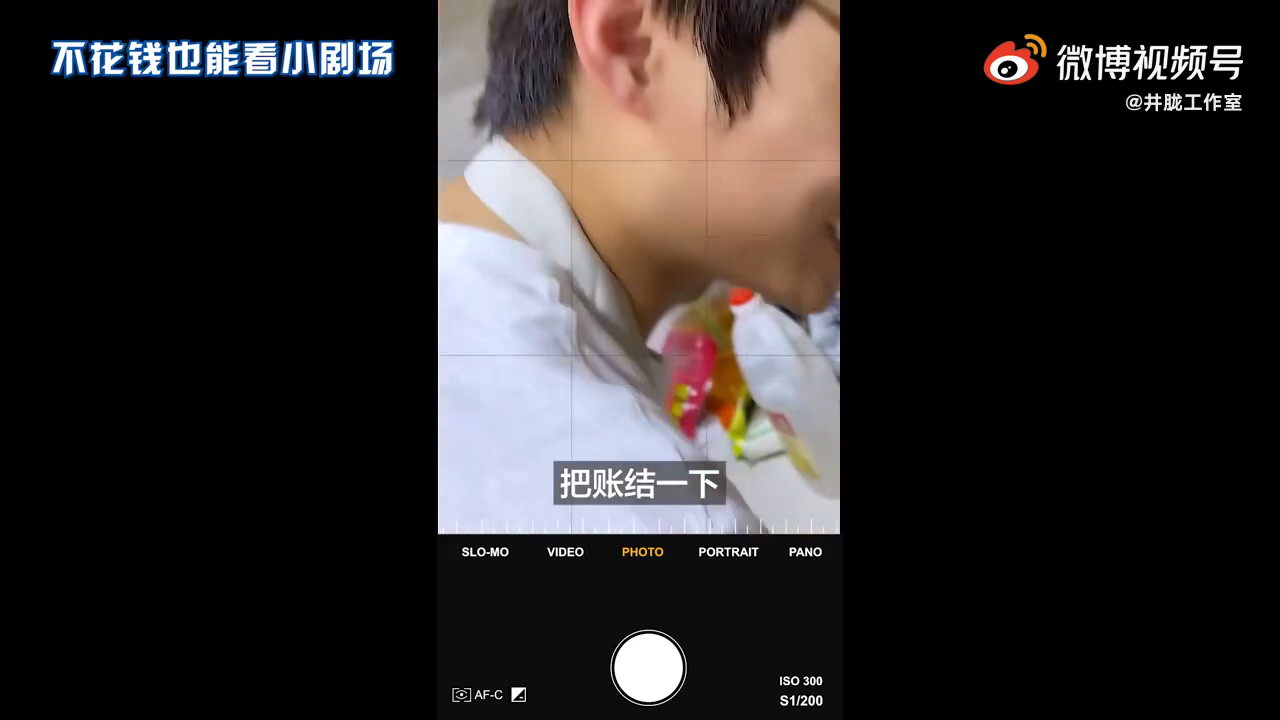 不花钱也能看小剧场
微博视频号
@井胧工作室
把账结一下
SLO-MO VIDEO PHOTO PORTRAIT PANO
AF-C
ISO 300
S1/200